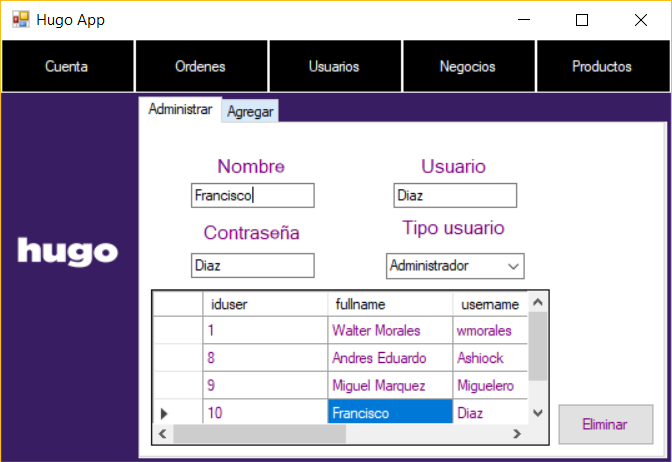 Hugo App
Cuenta Ordenes Usuarios Negocios Productos
Administrar Agregar
Nombre Usuario
Francisco Diaz
Contraseña Tipo usuario
Diaz Administrador
hugo
iduser fullname username
1 Walter Morales wmorales
8 Andres Eduardo Ashiock
9 Miguel Marquez Miguelero
10 Francisco Diaz
Eliminar